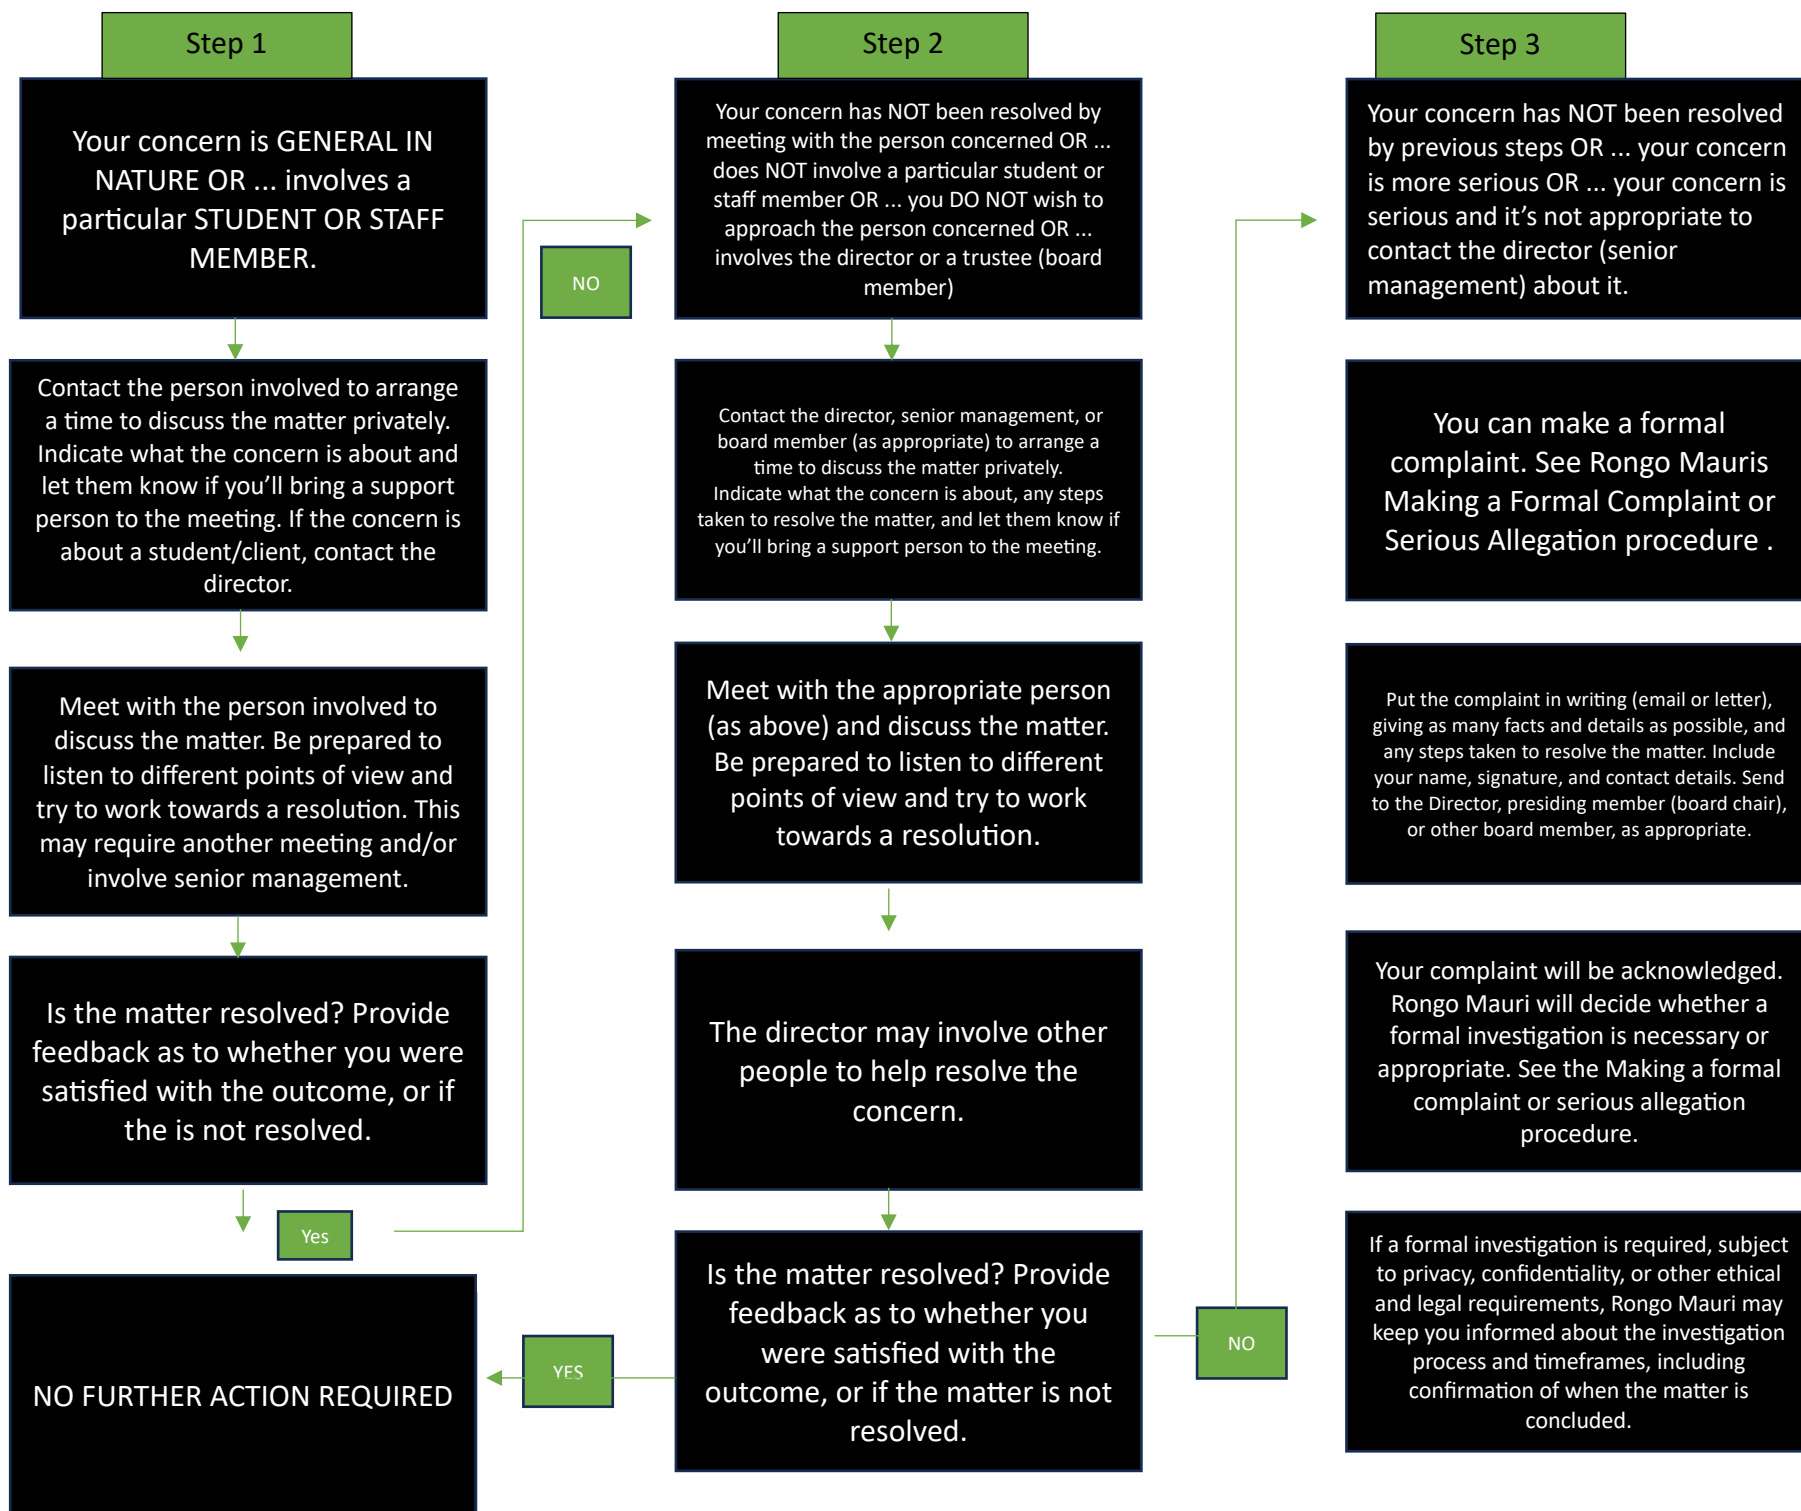 Step 1
Your concern is GENERAL IN
NATURE OR ... involves a
particular STUDENT OR STAFF
MEMBER.
Contact the person involved to arrange
a time to discuss the matter privately.
Indicate what the concern is about and
let them know if you’ll bring a support
person to the meeting. If the concern is
about a student/client, contact the
director.
Meet with the person involved to
discuss the matter. Be prepared to
listen to different points of view and
try to work towards a resolution. This
may require another meeting and/or
involve senior management.
Is the matter resolved? Provide
feedback as to whether you were
satisfied with the outcome, or if
the is not resolved.
Yes
NO FURTHER ACTION REQUIRED
NO
Step 2
Your concern has NOT been resolved by
meeting with the person concerned OR ...
does NOT involve a particular student or
staff member OR ... you DO NOT wish to
approach the person concerned OR ...
involves the director or a trustee (board
member)
Contact the director, senior management, or
board member (as appropriate) to arrange a
time to discuss the matter privately.
Indicate what the concern is about, any steps
taken to resolve the matter, and let them know if
you’ll bring a support person to the meeting.
Meet with the appropriate person
(as above) and discuss the matter.
Be prepared to listen to different
points of view and try to work
towards a resolution.
The director may involve other
people to help resolve the
concern.
Is the matter resolved? Provide
feedback as to whether you
were satisfied with the
outcome, or if the matter is not
resolved.
YES
NO
Step 3
Your concern has NOT been resolved
by previous steps OR ... your concern
is more serious OR ... your concern is
serious and it’s not appropriate to
contact the director (senior
management) about it.
You can make a formal
complaint. See Rongo Mauris
Making a Formal Complaint or
Serious Allegation procedure .
Put the complaint in writing (email or letter),
giving as many facts and details as possible, and
any steps taken to resolve the matter. Include
your name, signature, and contact details. Send
to the Director, presiding member (board chair),
or other board member, as appropriate.
Your complaint will be acknowledged.
Rongo Mauri will decide whether a
formal investigation is necessary or
appropriate. See the Making a formal
complaint or serious allegation
procedure.
If a formal investigation is required, subject
to privacy, confidentiality, or other ethical
and legal requirements, Rongo Mauri may
keep you informed about the investigation
process and timeframes, including
confirmation of when the matter is
concluded.